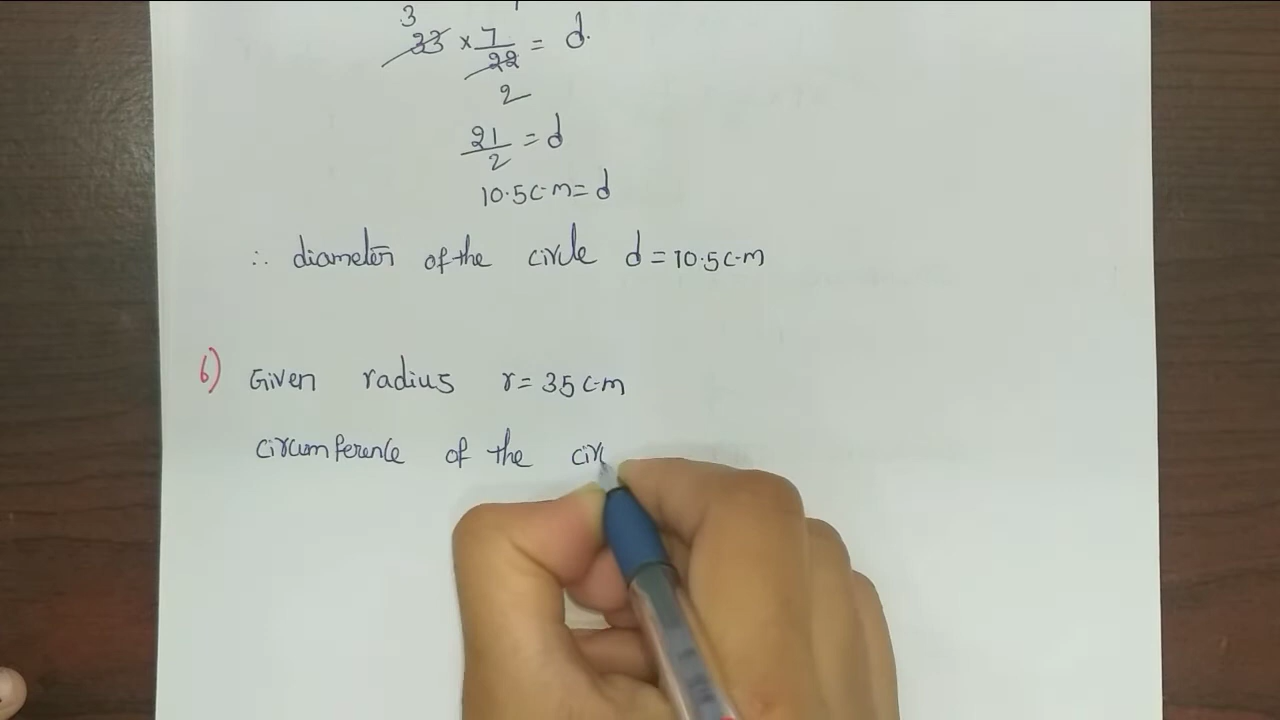 3
33 × 7/22 = d.
2
21/2 = d
10.5 c.m = d
∴ diameter of the circle d = 10.5 c.m
6) Given radius r = 35 c.m
circumference of the circ